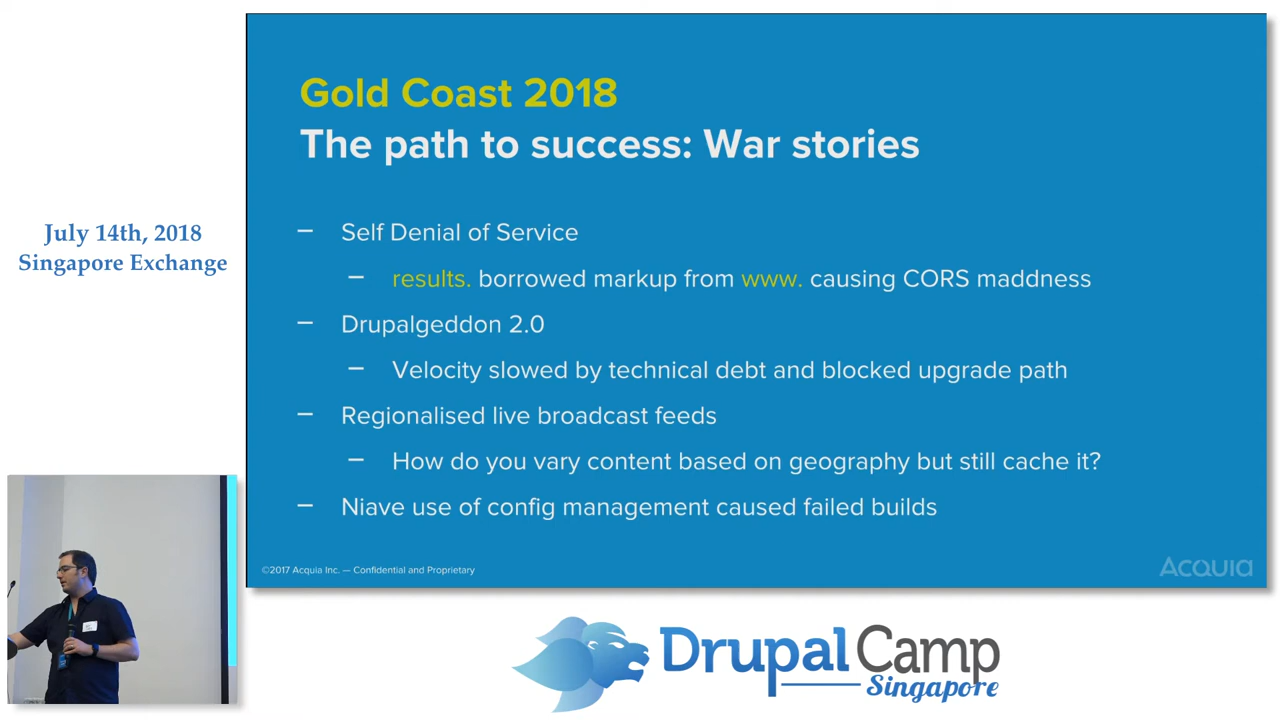 July 14th, 2018
Singapore Exchange
Gold Coast 2018
The path to success: War stories
– Self Denial of Service
– results. borrowed markup from www. causing CORS maddness
– Drupalgeddon 2.0
– Velocity slowed by technical debt and blocked upgrade path
– Regionalised live broadcast feeds
– How do you vary content based on geography but still cache it?
– Niave use of config management caused failed builds
©2017 Acquia Inc. — Confidential and Proprietary
Acquia
DrupalCamp
Singapore